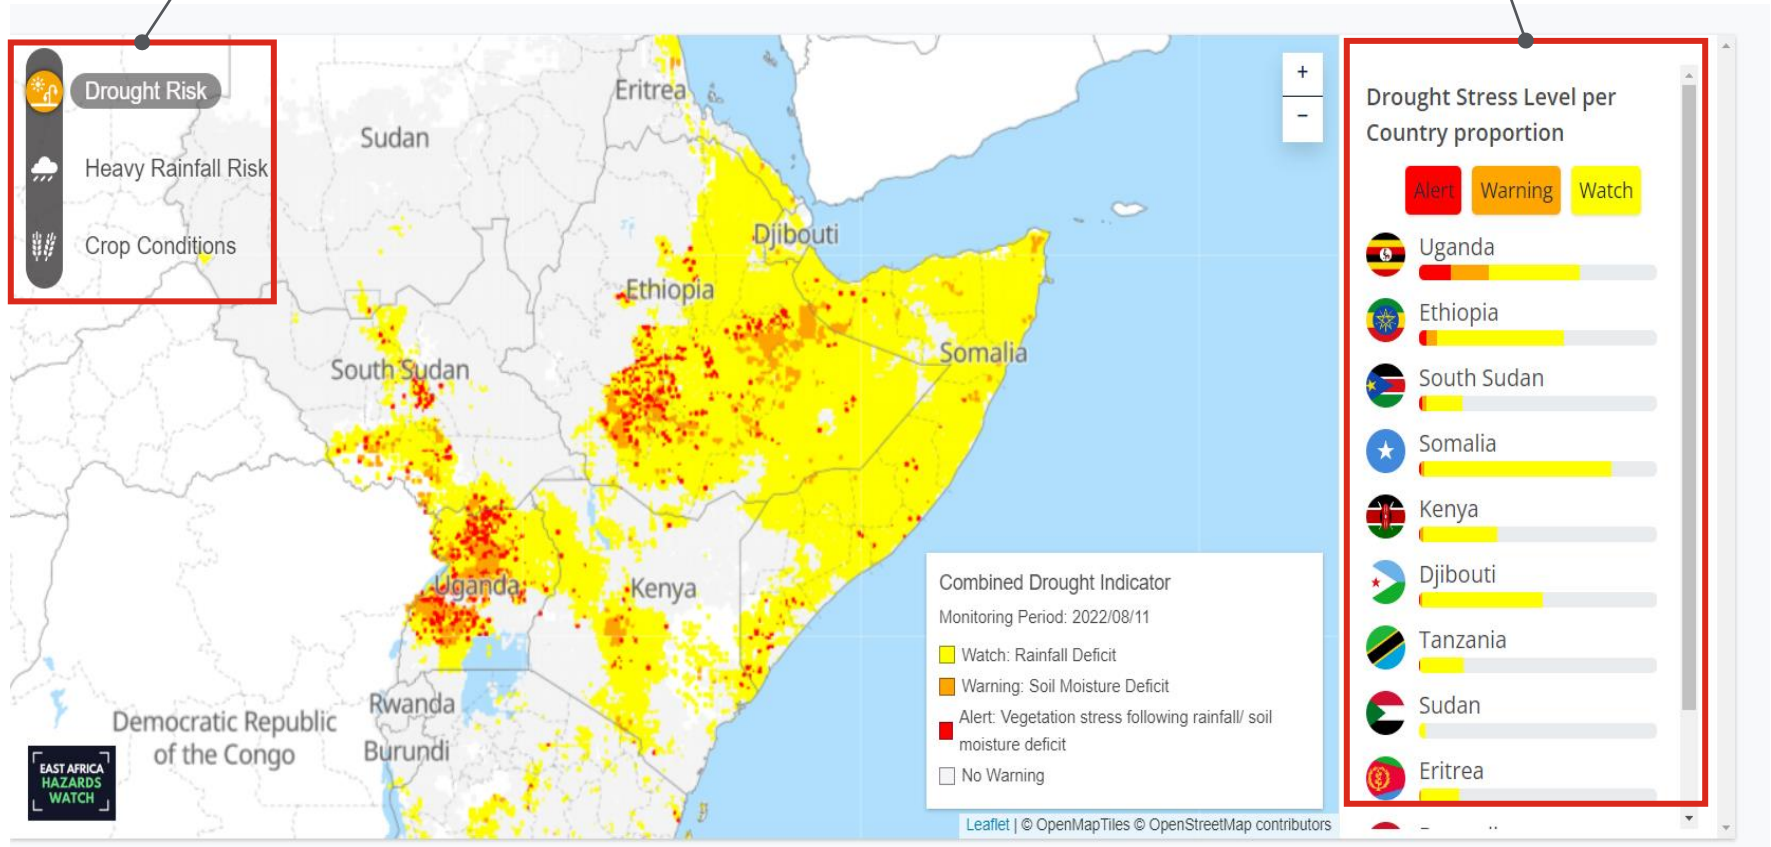 Drought Risk
Heavy Rainfall Risk
Crop Conditions
Eritrea
Sudan
Djibouti
Ethiopia
Somalia
South Sudan
Uganda
Kenya
Rwanda
Democratic Republic
of the Congo
Burundi
EAST AFRICA
HAZARDS
WATCH
+
−
Combined Drought Indicator
Monitoring Period: 2022/08/11
Watch: Rainfall Deficit
Warning: Soil Moisture Deficit
Alert: Vegetation stress following rainfall/ soil
moisture deficit
No Warning
Leaflet | © OpenMapTiles © OpenStreetMap contributors
Drought Stress Level per
Country proportion
Alert Warning Watch
Uganda
Ethiopia
South Sudan
Somalia
Kenya
Djibouti
Tanzania
Sudan
Eritrea